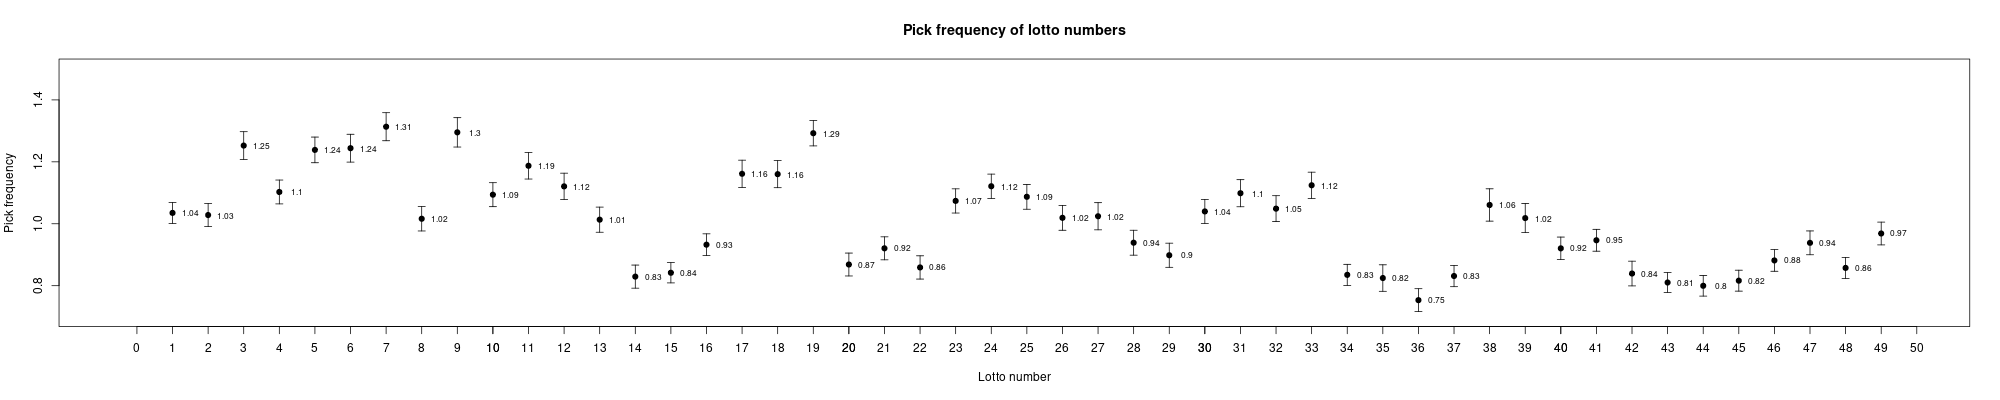 Pick frequency of lotto numbers
Pick frequency
1.4
1.2
1.0
0.8
1.04 1.03 1.25 1.1 1.24 1.24 1.31 1.02 1.3 1.09 1.19 1.12 1.01 0.83 0.84 0.93 1.16 1.16 1.29 0.87 0.92 0.86 1.07 1.12 1.09 1.02 1.02 0.94 0.9 1.04 1.1 1.05 1.12 0.83 0.82 0.75 0.83 1.06 1.02 0.92 0.95 0.84 0.81 0.8 0.82 0.88 0.94 0.86 0.97
0 1 2 3 4 5 6 7 8 9 10 11 12 13 14 15 16 17 18 19 20 21 22 23 24 25 26 27 28 29 30 31 32 33 34 35 36 37 38 39 40 41 42 43 44 45 46 47 48 49 50
Lotto number